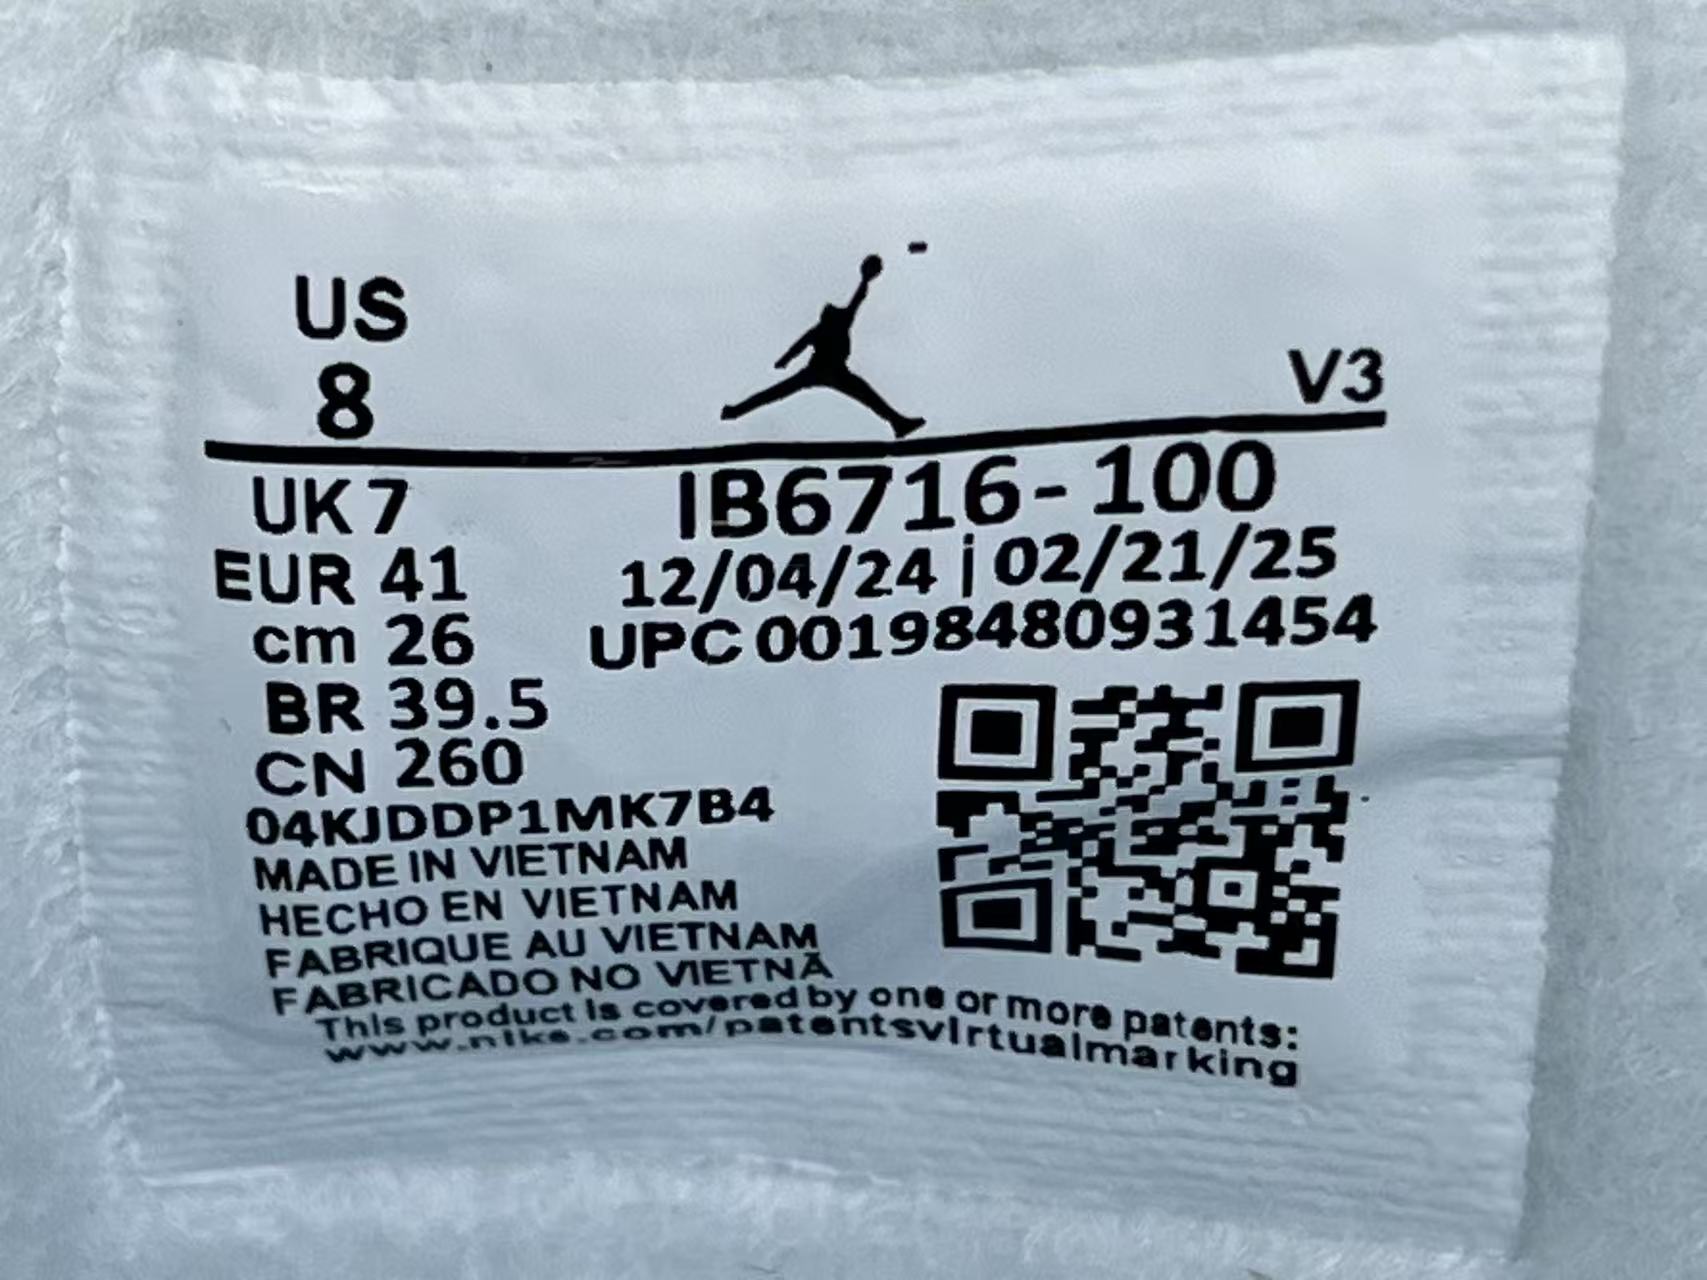 US
8
V3
UK 7
EUR 41
cm 26
BR 39.5
CN 260
IB6716-100
12/04/24 | 02/21/25
UPC 00198480931454
04KJDDP1MK7B4
MADE IN VIETNAM
HECHO EN VIETNAM
FABRIQUE AU VIETNAM
FABRICADO NO VIETNÃ
This product is covered by one or more patents:
www.nike.com/patentsvirtualmarking